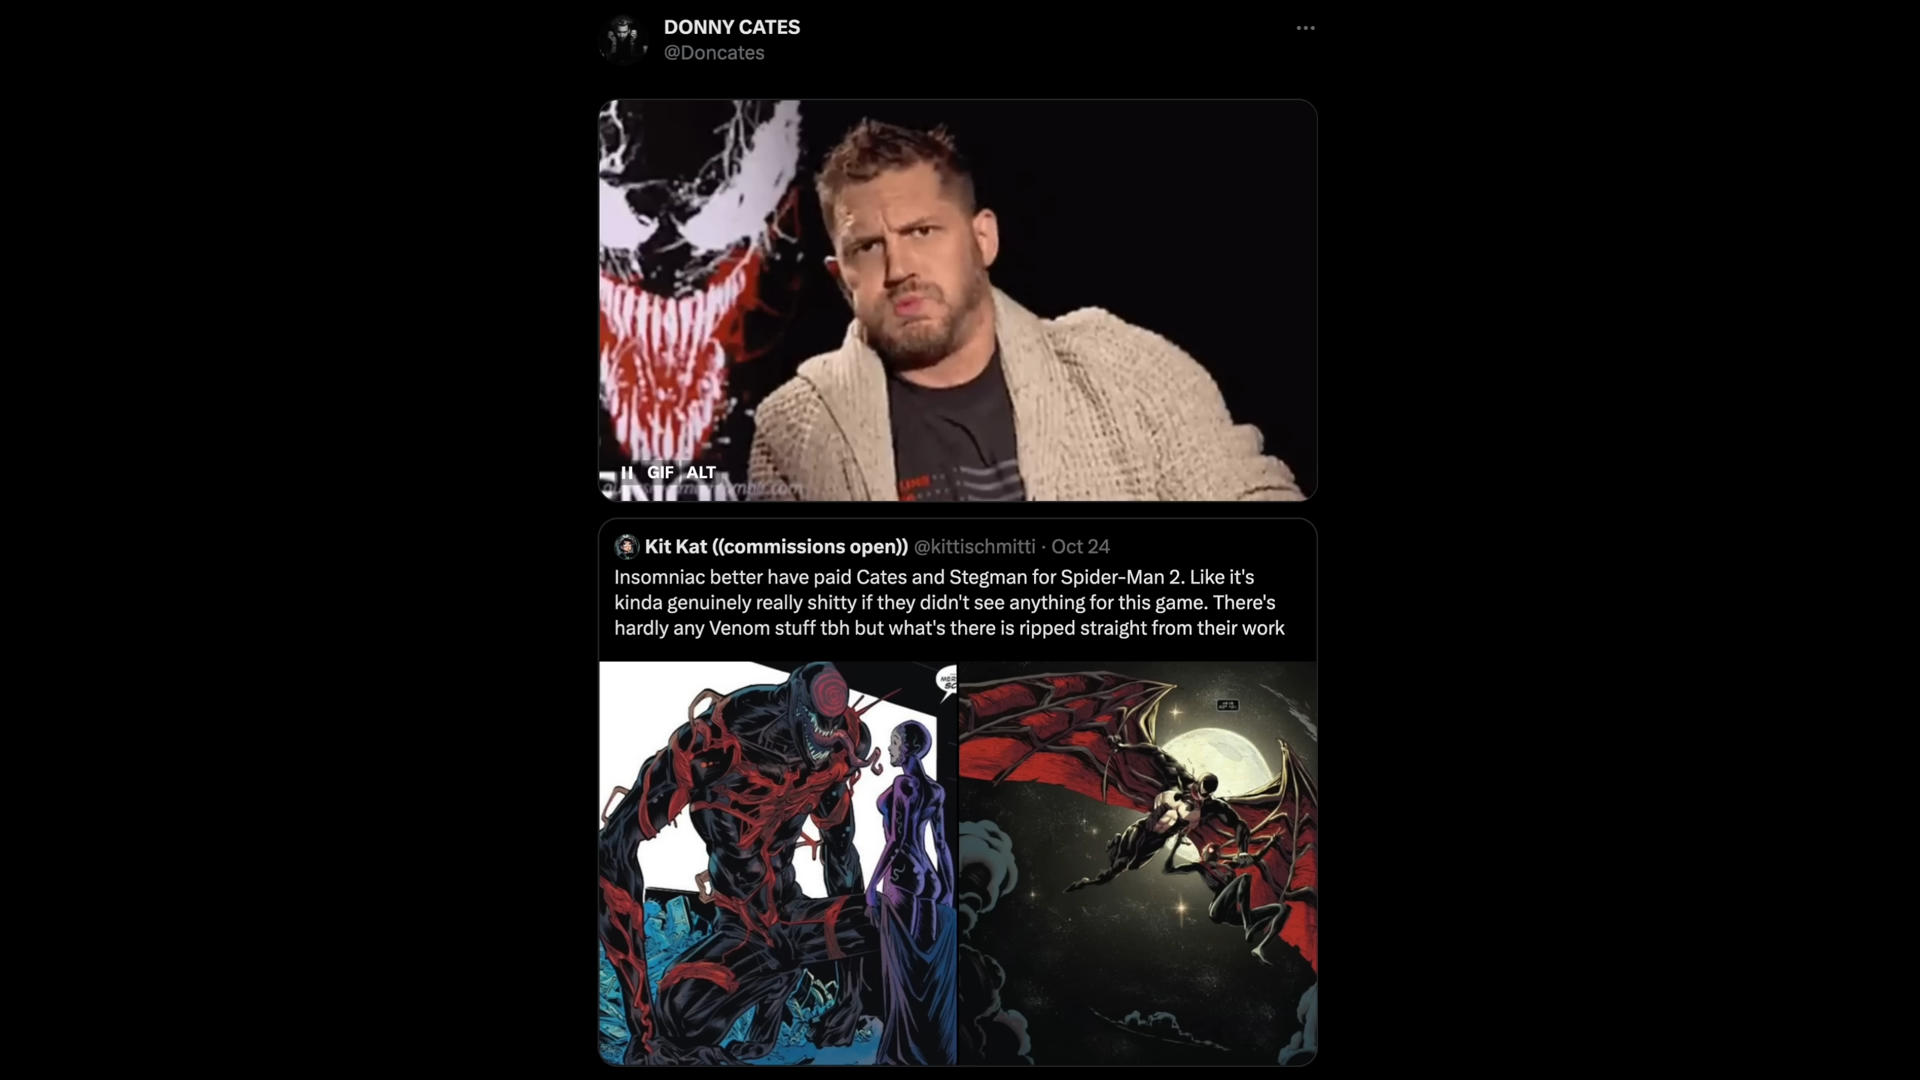 DONNY CATES
@Doncates
GIF ALT
Kit Kat ((commissions open)) @kittischmitti · Oct 24
Insomniac better have paid Cates and Stegman for Spider-Man 2. Like it's
kinda genuinely really shitty if they didn't see anything for this game. There's
hardly any Venom stuff tbh but what's there is ripped straight from their work